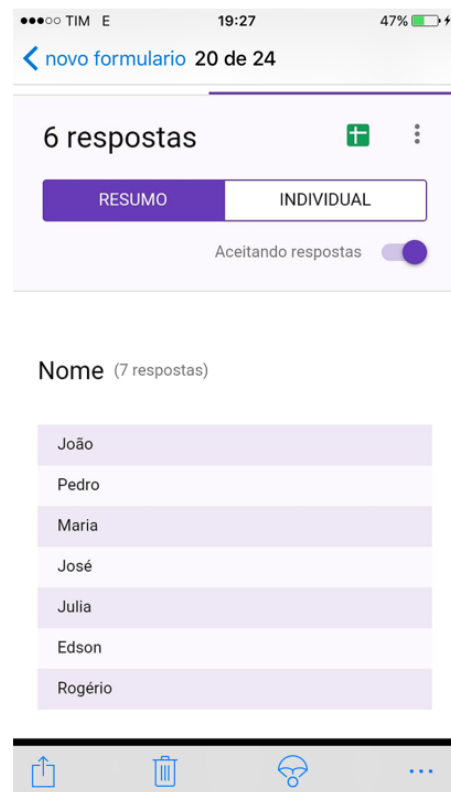 TIM E 19:27 47%
novo formulario 20 de 24
6 respostas
RESUMO INDIVIDUAL
Aceitando respostas
Nome (7 respostas)
João
Pedro
Maria
José
Julia
Edson
Rogério